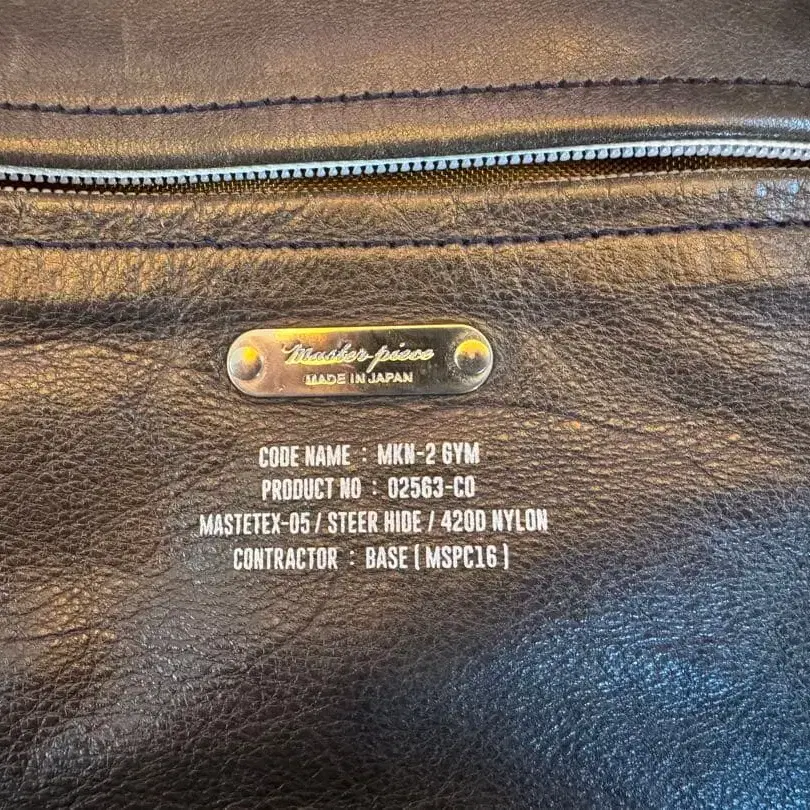 Master-piece
MADE IN JAPAN
CODE NAME : MKN-2 GYM
PRODUCT NO : 02563-CO
MASTETEX-05 / STEER HIDE / 420D NYLON
CONTRACTOR : BASE [ MSPC16 ]